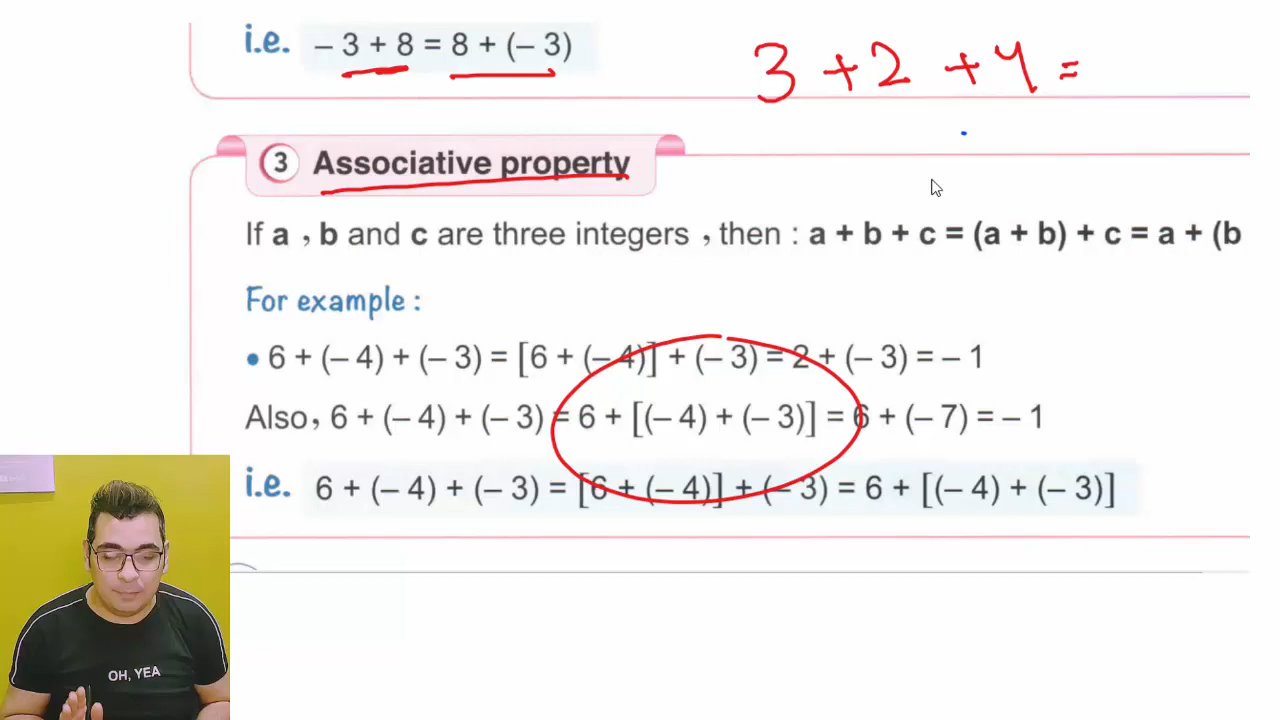 i.e. – 3 + 8 = 8 + (– 3)
3 + 2 + 4 =
3 Associative property
If a , b and c are three integers , then : a + b + c = (a + b) + c = a + (b
For example :
• 6 + (– 4) + (– 3) = [6 + (– 4)] + (– 3) = 2 + (– 3) = – 1
Also, 6 + (– 4) + (– 3) = 6 + [(– 4) + (– 3)] = 6 + (– 7) = – 1
i.e. 6 + (– 4) + (– 3) = [6 + (– 4)] + (– 3) = 6 + [(– 4) + (– 3)]
OH, YEA